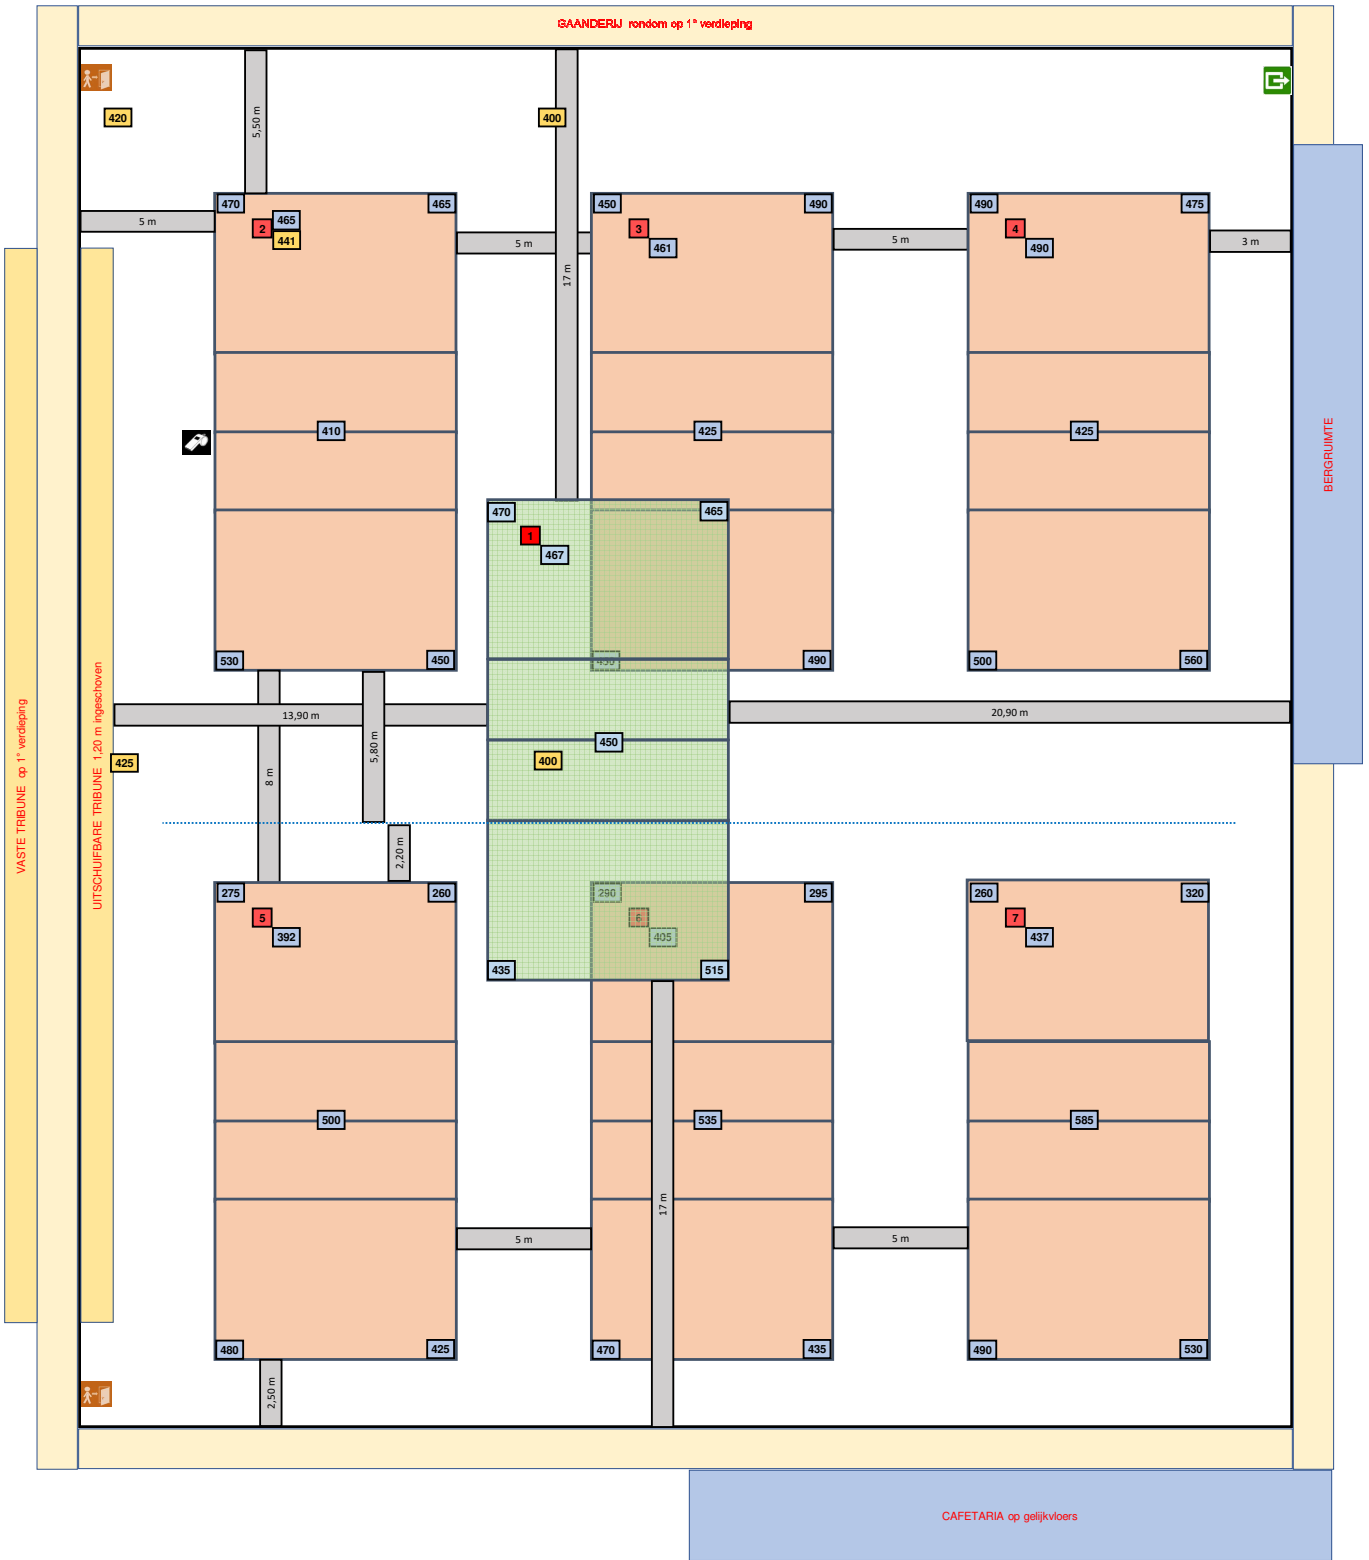 GAANDERIJ rondom op 1° verdieping
420
5,50 m
400
470
465
450
490
490
475
5 m
2
465
441
3
461
4
490
5 m
5 m
3 m
17 m
410
425
425
BERGRUIMTE
470
465
1
467
530
450
450
490
500
560
VASTE TRIBUNE op 1° verdieping
UITSCHUIFBARE TRIBUNE 1,20 m ingeschoven
13,90 m
20,90 m
5,80 m
450
400
425
8 m
2,20 m
275
260
290
295
260
320
5
392
6
405
7
437
435
515
500
535
585
17 m
5 m
5 m
480
425
470
435
490
530
2,50 m
CAFETARIA op gelijkvloers